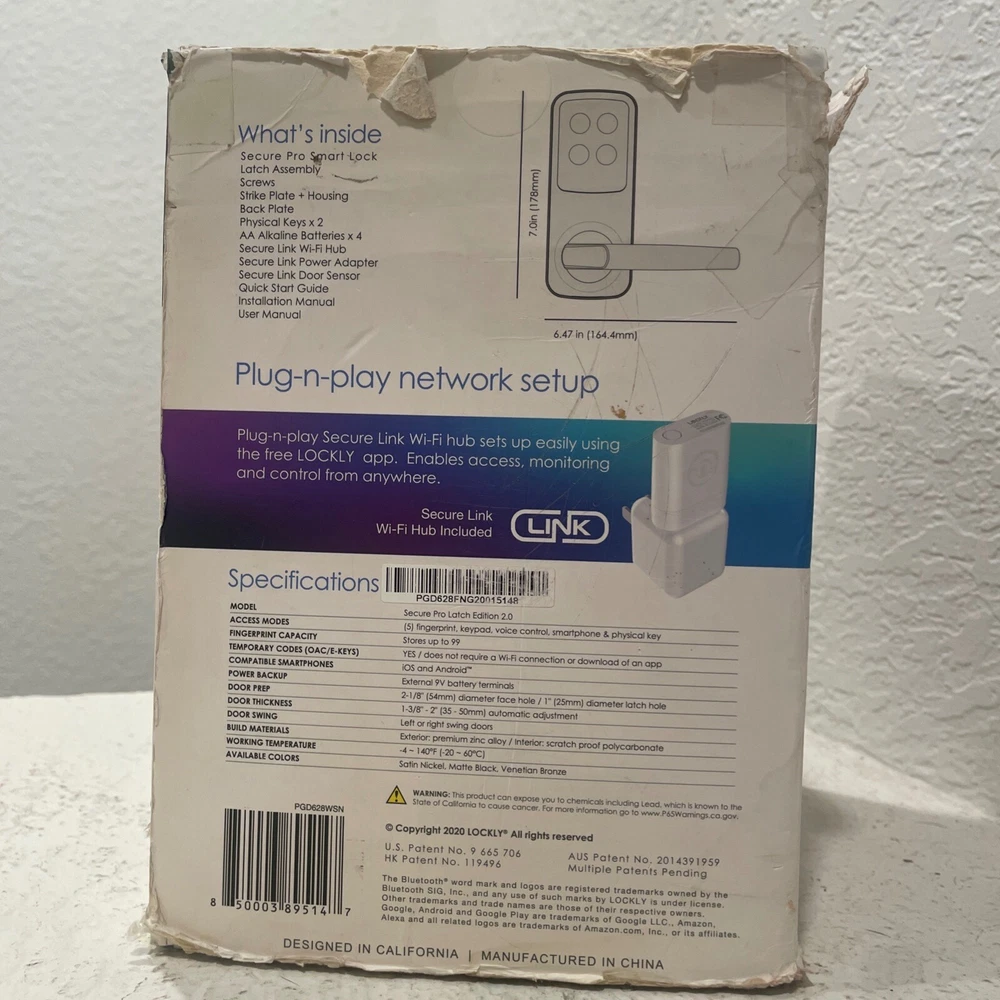 What's inside
Secure Pro Smart Lock
Latch Assembly
Screws
Strike Plate + Housing
Back Plate
Physical Keys x 2
AA Alkaline Batteries x 4
Secure Link Wi-Fi Hub
Secure Link Power Adapter
Secure Link Door Sensor
Quick Start Guide
Installation Manual
User Manual
7.0in (178mm)
6.47 in (164.4mm)
Plug-n-play network setup
Plug-n-play Secure Link Wi-Fi hub sets up easily using
the free LOCKLY app. Enables access, monitoring
and control from anywhere.
Secure Link
Wi-Fi Hub Included
LINK
Specifications
PGD628FNG20015148
MODEL Secure Pro Latch Edition 2.0
ACCESS MODES (5) fingerprint, keypad, voice control, smartphone & physical key
FINGERPRINT CAPACITY Stores up to 99
TEMPORARY CODES (OAC/E-KEYS) YES / does not require a Wi-Fi connection or download of an app
COMPATIBLE SMARTPHONES iOS and Android™
POWER BACKUP External 9V battery terminals
DOOR PREP 2-1/8" (54mm) diameter face hole / 1" (25mm) diameter latch hole
DOOR THICKNESS 1-3/8" - 2" (35 - 50mm) automatic adjustment
DOOR SWING Left or right swing doors
BUILD MATERIALS Exterior: premium zinc alloy / Interior: scratch proof polycarbonate
WORKING TEMPERATURE -4 ~ 140°F (-20 ~ 60°C)
AVAILABLE COLORS Satin Nickel, Matte Black, Venetian Bronze
WARNING: This product can expose you to chemicals including Lead, which is known to the
State of California to cause cancer. For more information go to www.P65Warnings.ca.gov.
PGD628WSN
8 50003 89514 7
© Copyright 2020 LOCKLY® All rights reserved
U.S. Patent No. 9 665 706
HK Patent No. 119496
AUS Patent No. 2014391959
Multiple Patents Pending
The Bluetooth® word mark and logos are registered trademarks owned by the
Bluetooth SIG, Inc., and any use of such marks by LOCKLY is under license.
Other trademarks and trade names are those of their respective owners.
Google, Android and Google Play are trademarks of Google LLC., Amazon,
Alexa and all related logos are trademarks of Amazon.com, Inc., or its affiliates.
DESIGNED IN CALIFORNIA | MANUFACTURED IN CHINA